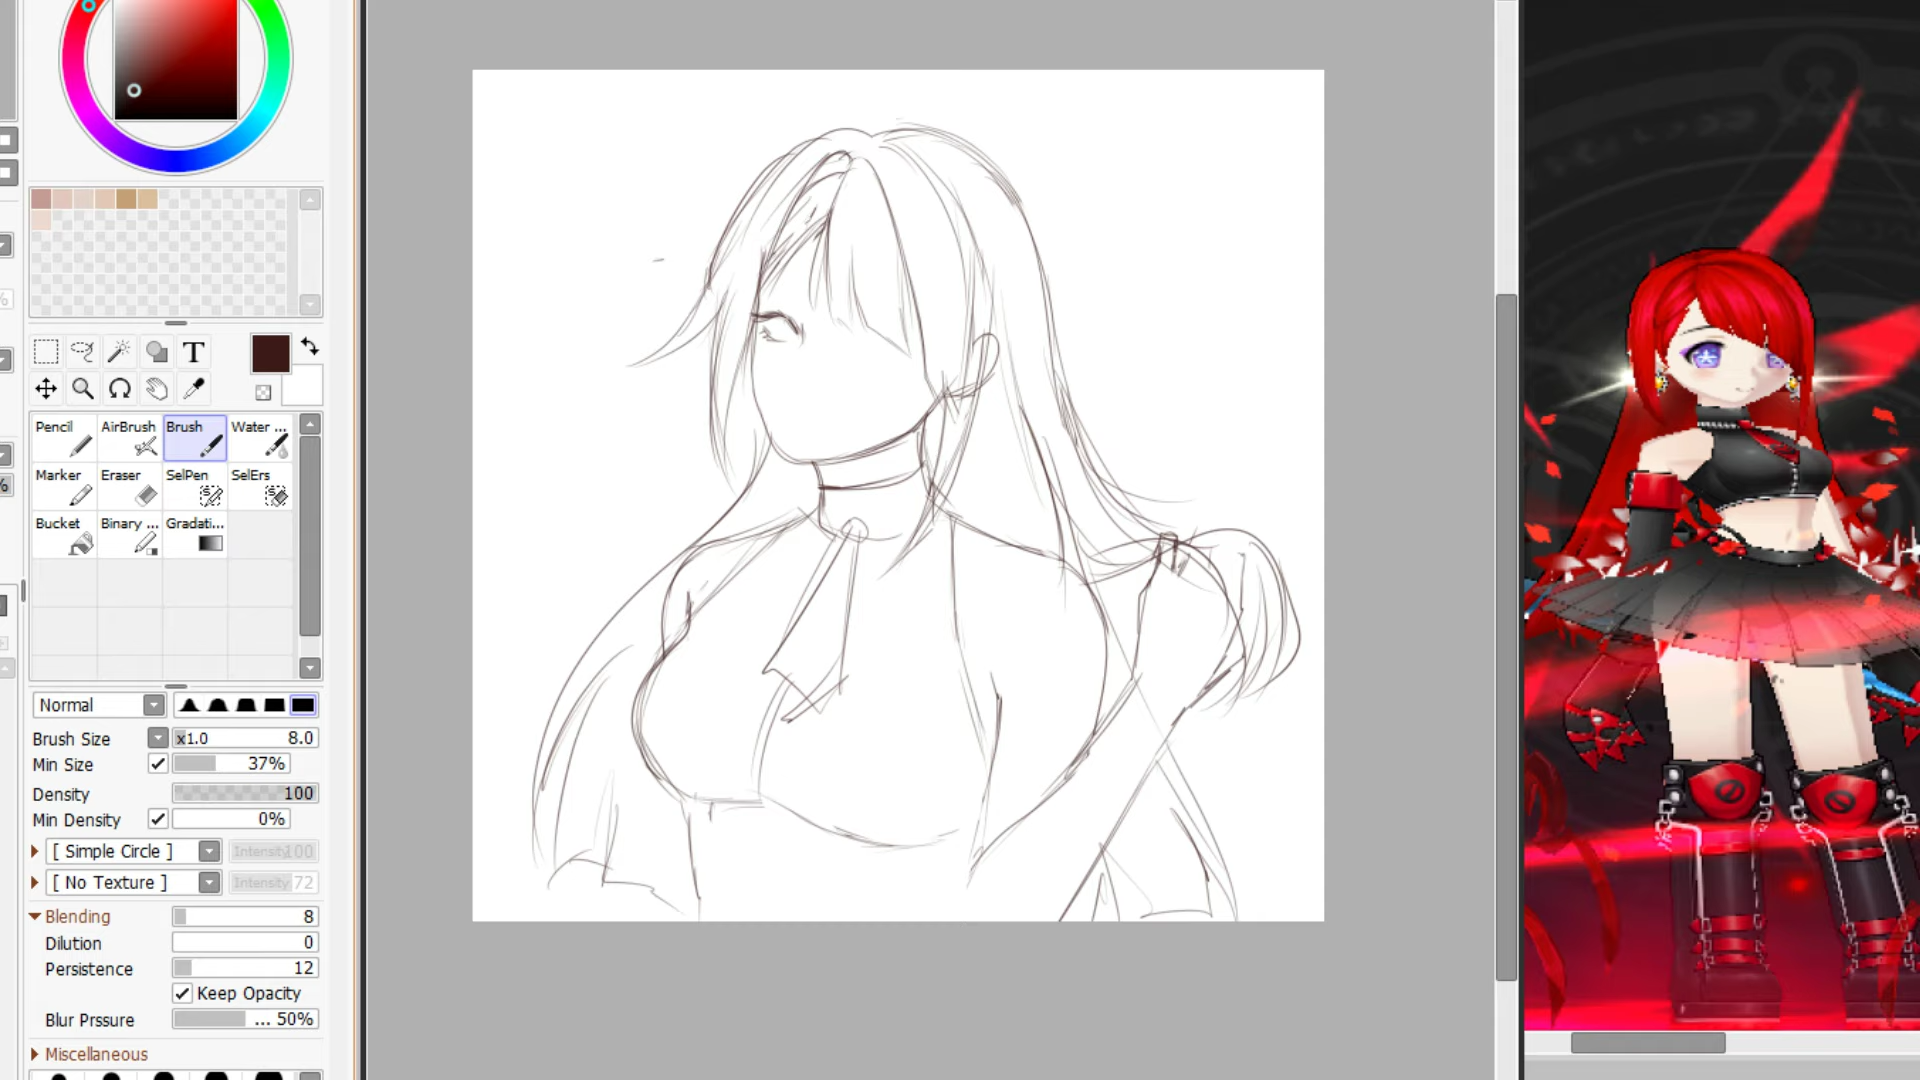 T
Pencil AirBrush Brush Water ...
Marker Eraser SelPen SelErs
Bucket Binary ... Gradati...
Normal
Brush Size x1.0 8.0
Min Size 37%
Density 100
Min Density 0%
[ Simple Circle ] Intensity 100
[ No Texture ] Intensity 72
Blending 8
Dilution 0
Persistence 12
Keep Opacity
Blur Prssure ... 50%
Miscellaneous